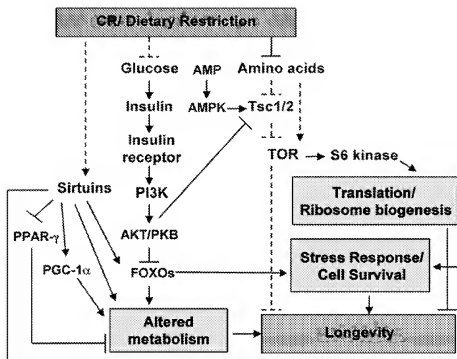 CR/ Dietary Restriction
Glucose AMP Amino acids
Insulin AMPK Tsc1/2
Insulin
receptor
TOR S6 kinase
Sirtuins PI3K
Translation/
Ribosome biogenesis
PPAR-γ AKT/PKB
Stress Response/
Cell Survival
PGC-1α FOXOs
Altered
metabolism
Longevity